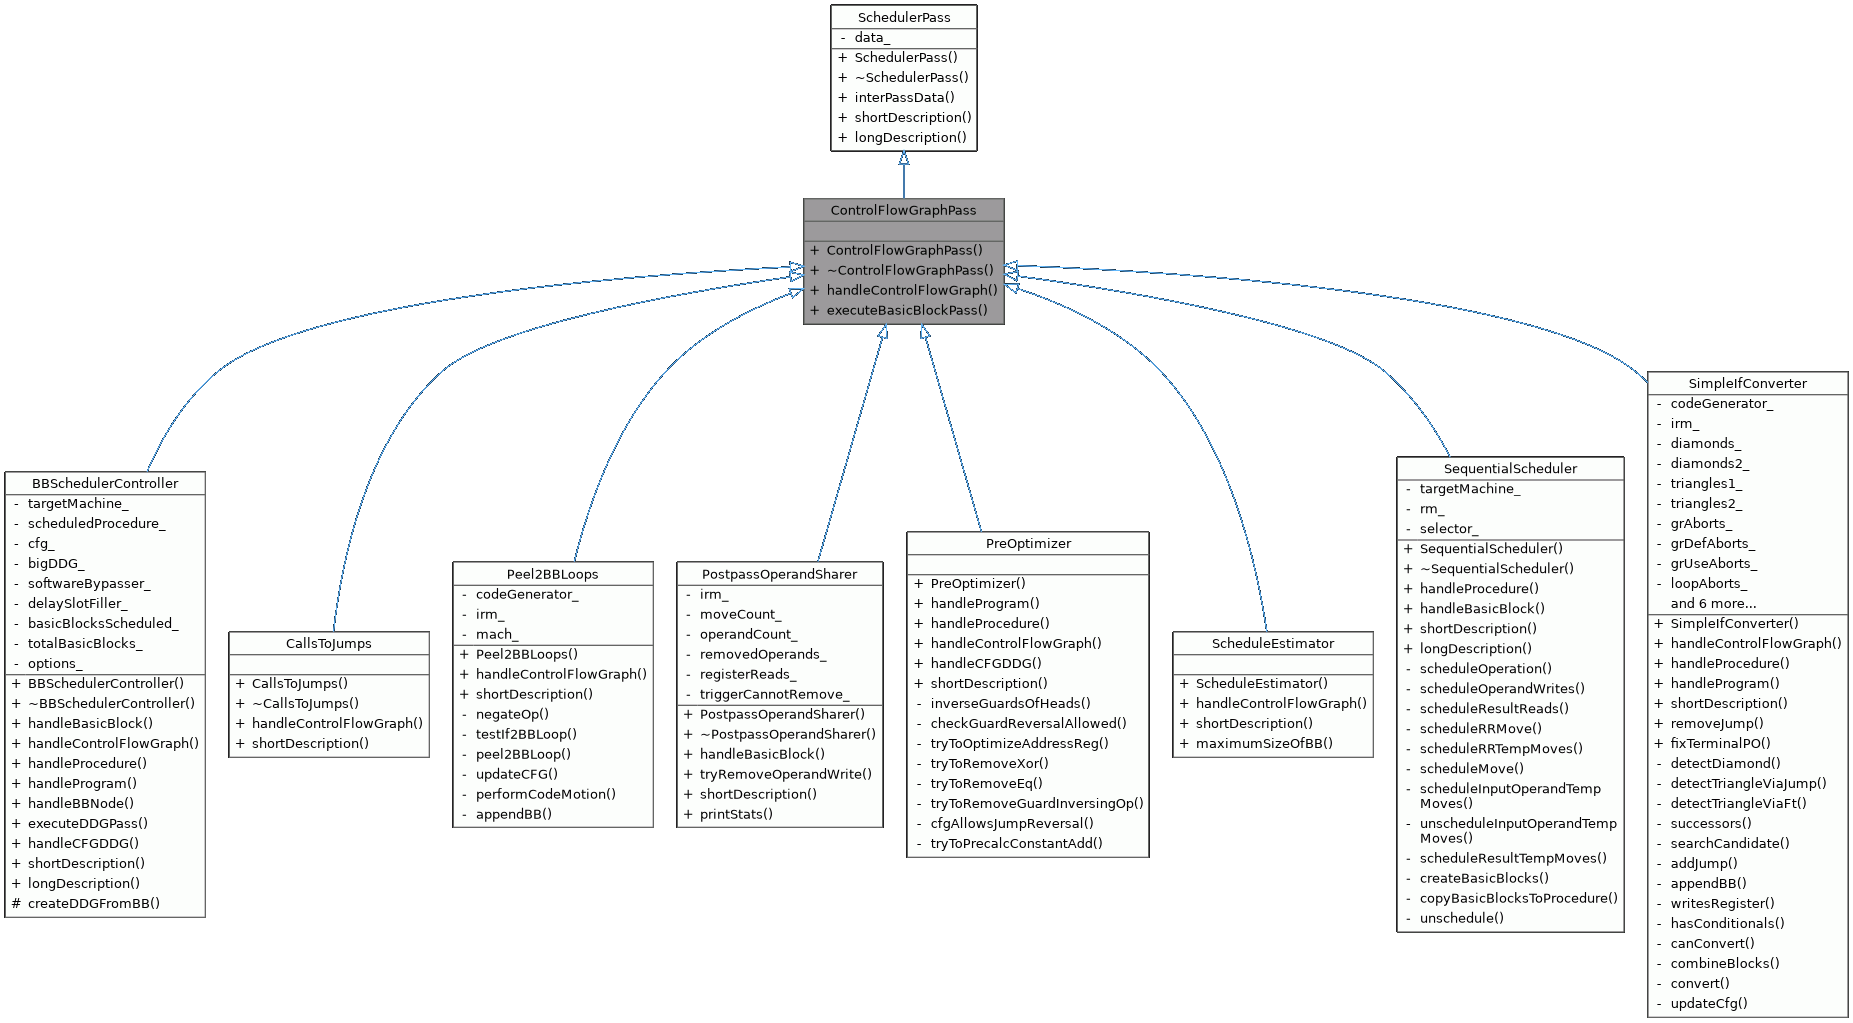 SchedulerPass
- data_
+ SchedulerPass()
+ ~SchedulerPass()
+ interPassData()
+ shortDescription()
+ longDescription()
ControlFlowGraphPass
+ ControlFlowGraphPass()
+ ~ControlFlowGraphPass()
+ handleControlFlowGraph()
+ executeBasicBlockPass()
BBSchedulerController
- targetMachine_
- scheduledProcedure_
- cfg_
- bigDDG_
- softwareBypasser_
- delaySlotFiller_
- basicBlocksScheduled_
- totalBasicBlocks_
- options_
+ BBSchedulerController()
+ ~BBSchedulerController()
+ handleBasicBlock()
+ handleControlFlowGraph()
+ handleProcedure()
+ handleProgram()
+ handleBBNode()
+ executeDDGPass()
+ handleCFGDDG()
+ shortDescription()
+ longDescription()
# createDDGFromBB()
CallsToJumps
+ CallsToJumps()
+ ~CallsToJumps()
+ handleControlFlowGraph()
+ shortDescription()
Peel2BBLoops
- codeGenerator_
- irm_
- mach_
+ Peel2BBLoops()
+ handleControlFlowGraph()
+ shortDescription()
- negateOp()
- testIf2BBLoop()
- peel2BBLoop()
- updateCFG()
- performCodeMotion()
- appendBB()
PostpassOperandSharer
- irm_
- moveCount_
- operandCount_
- removedOperands_
- registerReads_
- triggerCannotRemove_
+ PostpassOperandSharer()
+ ~PostpassOperandSharer()
+ handleBasicBlock()
+ tryRemoveOperandWrite()
+ shortDescription()
+ printStats()
PreOptimizer
+ PreOptimizer()
+ handleProgram()
+ handleProcedure()
+ handleControlFlowGraph()
+ handleCFGDDG()
+ shortDescription()
- inverseGuardsOfHeads()
- checkGuardReversalAllowed()
- tryToOptimizeAddressReg()
- tryToRemoveXor()
- tryToRemoveEq()
- tryToRemoveGuardInversingOp()
- cfgAllowsJumpReversal()
- tryToPrecalcConstantAdd()
ScheduleEstimator
+ ScheduleEstimator()
+ handleControlFlowGraph()
+ shortDescription()
+ maximumSizeOfBB()
SequentialScheduler
- targetMachine_
- rm_
- selector_
+ SequentialScheduler()
+ ~SequentialScheduler()
+ handleProcedure()
+ handleBasicBlock()
+ shortDescription()
+ longDescription()
- scheduleOperation()
- scheduleOperandWrites()
- scheduleResultReads()
- scheduleRRMove()
- scheduleRRTempMoves()
- scheduleMove()
- scheduleInputOperandTemp
Moves()
- unscheduleInputOperandTemp
Moves()
- scheduleResultTempMoves()
- createBasicBlocks()
- copyBasicBlocksToProcedure()
- unschedule()
SimpleIfConverter
- codeGenerator_
- irm_
- diamonds_
- diamonds2_
- triangles1_
- triangles2_
- grAborts_
- grDefAborts_
- grUseAborts_
- loopAborts_
and 6 more...
+ SimpleIfConverter()
+ handleControlFlowGraph()
+ handleProcedure()
+ handleProgram()
+ shortDescription()
+ removeJump()
+ fixTerminalPO()
- detectDiamond()
- detectTriangleViaJump()
- detectTriangleViaFt()
- successors()
- searchCandidate()
- addJump()
- appendBB()
- writesRegister()
- hasConditionals()
- canConvert()
- combineBlocks()
- convert()
- updateCfg()